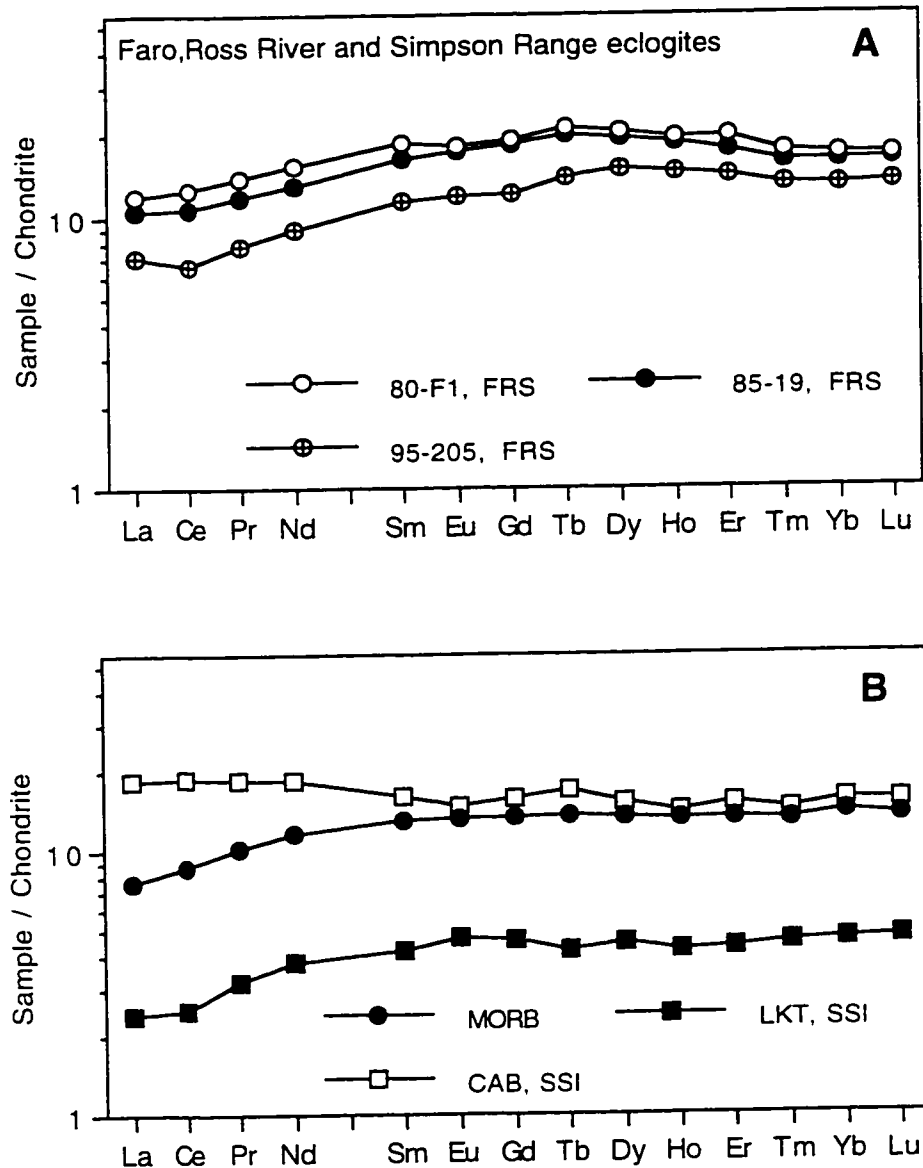 Faro,Ross River and Simpson Range eclogites
A
Sample / Chondrite
10
1
80-F1, FRS
85-19, FRS
95-205, FRS
La Ce Pr Nd Sm Eu Gd Tb Dy Ho Er Tm Yb Lu
B
Sample / Chondrite
10
1
MORB
LKT, SSI
CAB, SSI
La Ce Pr Nd Sm Eu Gd Tb Dy Ho Er Tm Yb Lu